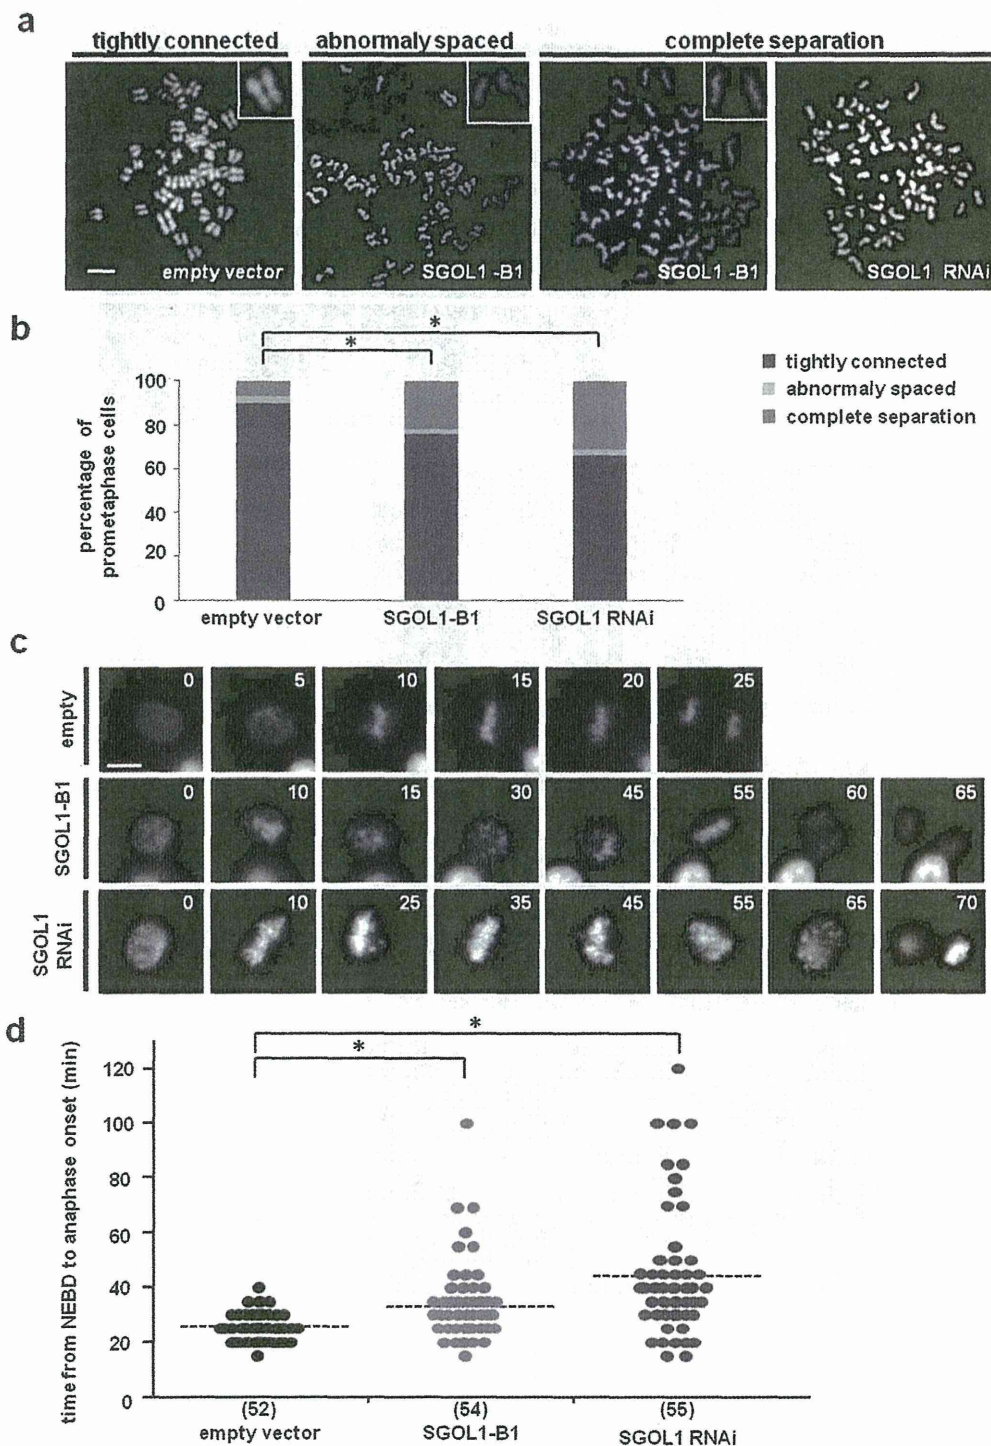 a
tightly connected
abnormaly spaced
complete separation
empty vector
SGOL1 -B1
SGOL1 -B1
SGOL1 RNAi
b
*
*
percentage of
prometaphase cells
100
80
60
40
20
0
empty vector
SGOL1-B1
SGOL1 RNAi
tightly connected
abnormaly spaced
complete separation
c
empty
0
5
10
15
20
25
SGOL1-B1
0
10
15
30
45
55
60
65
SGOL1
RNAi
0
10
25
35
45
55
65
70
d
*
*
time from NEBD to anaphase onset (min)
120
100
80
60
40
20
0
(52)
(54)
(55)
empty vector
SGOL1-B1
SGOL1 RNAi